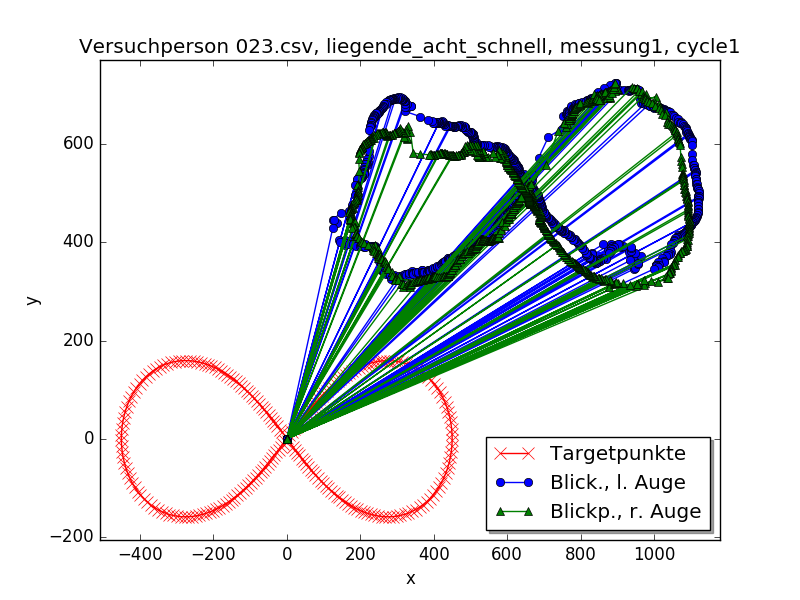 Versuchperson 023.csv, liegende_acht_schnell, messung1, cycle1
y
600
400
200
0
−200
−400
−200
0
200
400
600
800
1000
x
Targetpunkte
Blick., l. Auge
Blickp., r. Auge